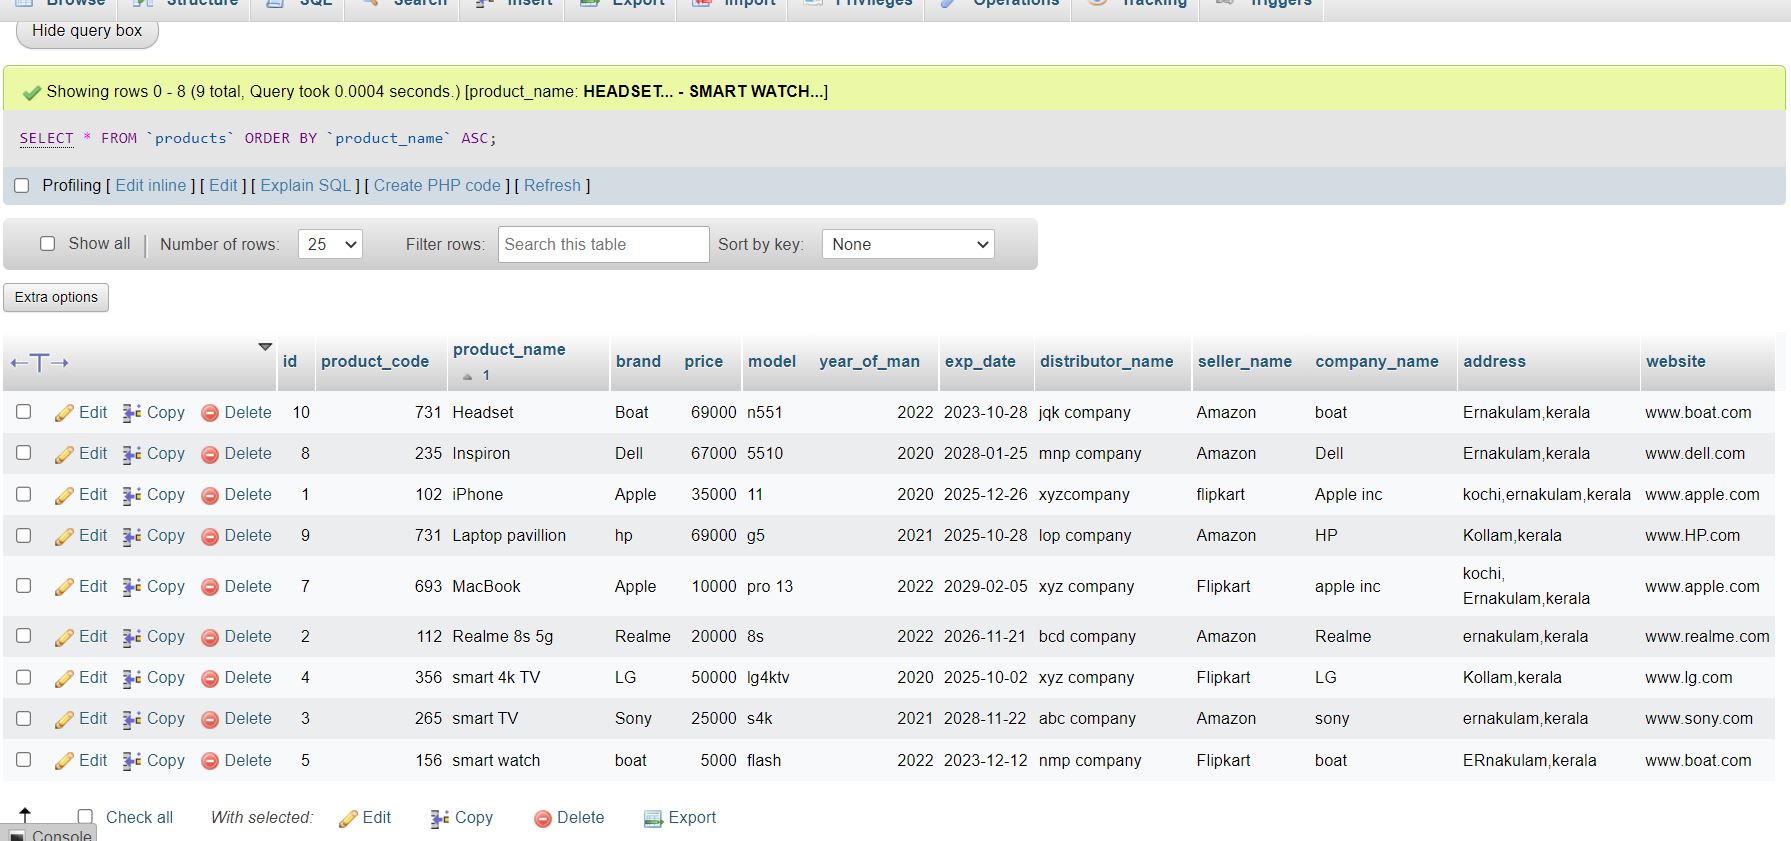 Browse Structure SQL Search Insert Export Import Privileges Operations Tracking Triggers
Hide query box
Showing rows 0 - 8 (9 total, Query took 0.0004 seconds.) [product_name: HEADSET... - SMART WATCH...]
SELECT * FROM `products` ORDER BY `product_name` ASC;
Profiling [ Edit inline ] [ Edit ] [ Explain SQL ] [ Create PHP code ] [ Refresh ]
Show all Number of rows: 25 Filter rows: Search this table Sort by key: None
Extra options
←T→ id product_code product_name 1 brand price model year_of_man exp_date distributor_name seller_name company_name address website
Edit Copy Delete 10 731 Headset Boat 69000 n551 2022 2023-10-28 jqk company Amazon boat Ernakulam,kerala www.boat.com
Edit Copy Delete 8 235 Inspiron Dell 67000 5510 2020 2028-01-25 mnp company Amazon Dell Ernakulam,kerala www.dell.com
Edit Copy Delete 1 102 iPhone Apple 35000 11 2020 2025-12-26 xyzcompany flipkart Apple inc kochi,ernakulam,kerala www.apple.com
Edit Copy Delete 9 731 Laptop pavillion hp 69000 g5 2021 2025-10-28 lop company Amazon HP Kollam,kerala www.HP.com
Edit Copy Delete 7 693 MacBook Apple 10000 pro 13 2022 2029-02-05 xyz company Flipkart apple inc kochi, Ernakulam,kerala www.apple.com
Edit Copy Delete 2 112 Realme 8s 5g Realme 20000 8s 2022 2026-11-21 bcd company Amazon Realme ernakulam,kerala www.realme.com
Edit Copy Delete 4 356 smart 4k TV LG 50000 lg4ktv 2020 2025-10-02 xyz company Flipkart LG Kollam,kerala www.lg.com
Edit Copy Delete 3 265 smart TV Sony 25000 s4k 2021 2028-11-22 abc company Amazon sony ernakulam,kerala www.sony.com
Edit Copy Delete 5 156 smart watch boat 5000 flash 2022 2023-12-12 nmp company Flipkart boat ERnakulam,kerala www.boat.com
Check all With selected: Edit Copy Delete Export
Console